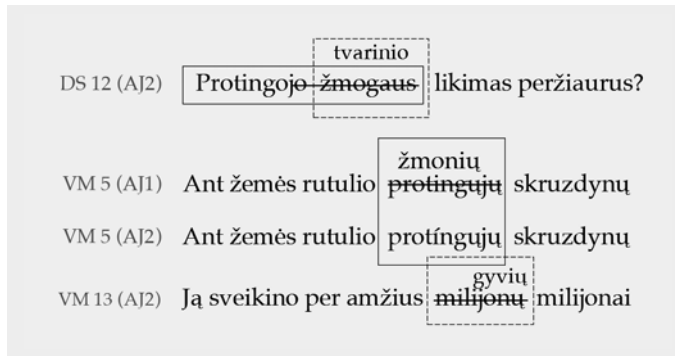 tvarinio
DS 12 (AJ2) Protingojo žmogaus likimas peržiaurus?
žmonių
VM 5 (AJ1) Ant žemės rutulio protingųjų skruzdynų
VM 5 (AJ2) Ant žemės rutulio protíngųjų skruzdynų
gyvių
VM 13 (AJ2) Ją sveikino per amžius milijonų milijonai